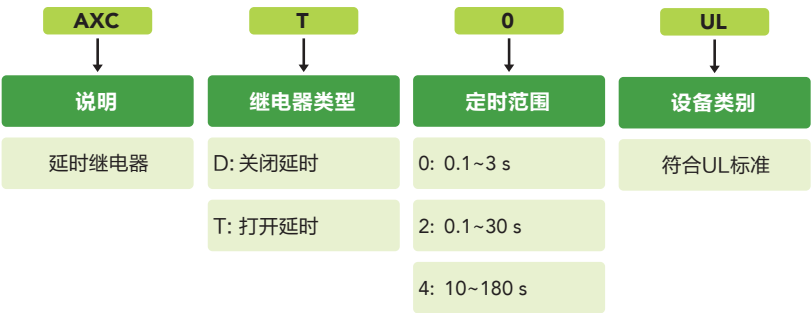 AXC T 0 UL
说明 继电器类型 定时范围 设备类别
延时继电器 D: 关闭延时 0: 0.1~3 s 符合UL标准
T: 打开延时 2: 0.1~30 s
4: 10~180 s